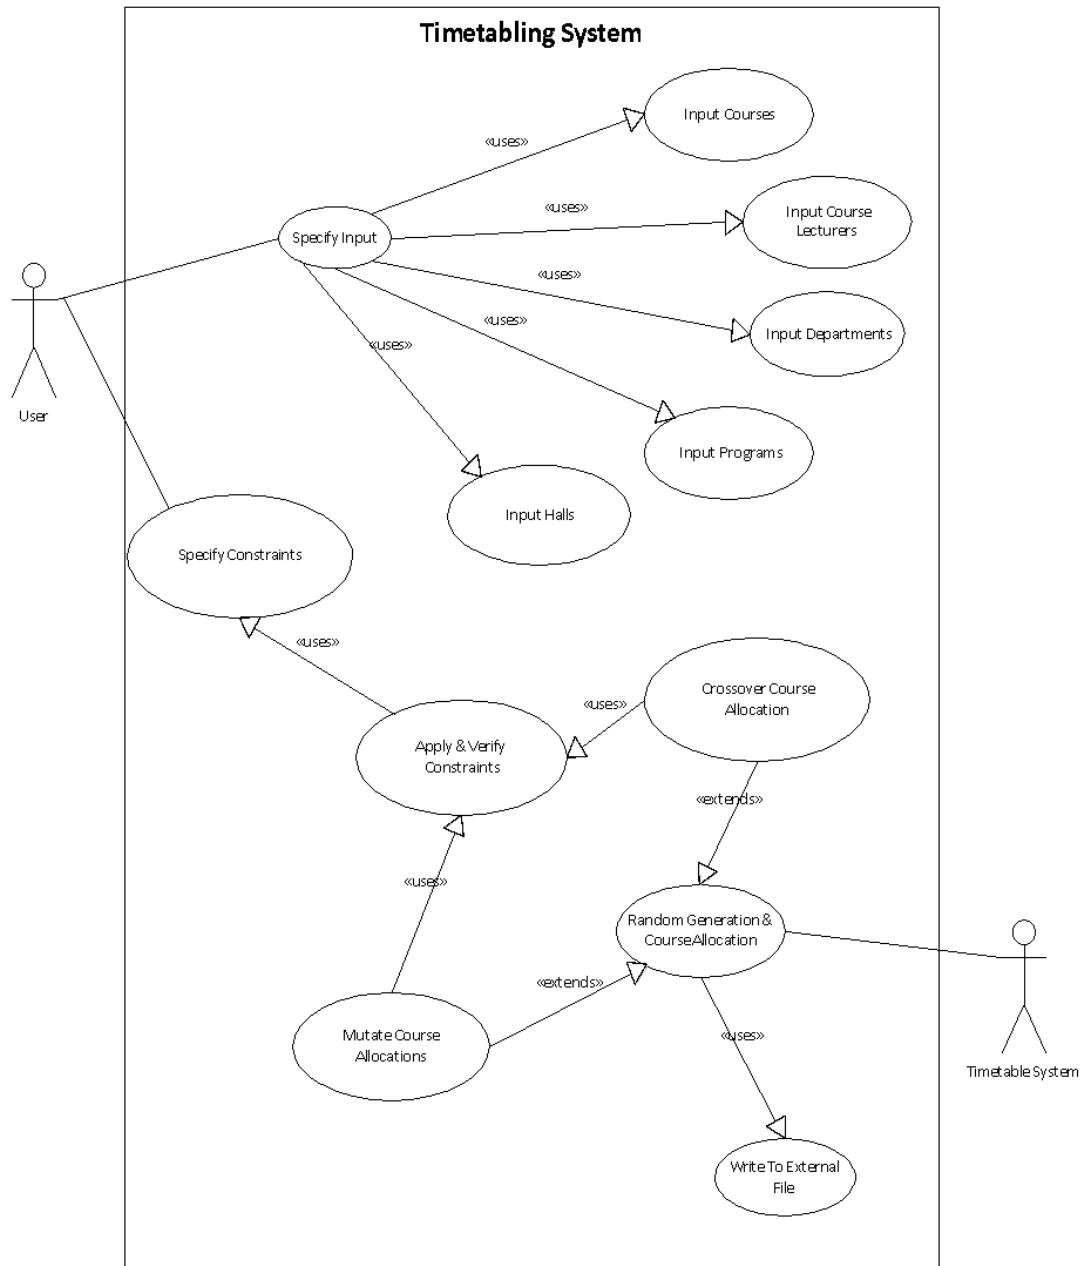 Timetabling System
Input Courses
«uses»
Input Course
Lecturers
«uses»
Specify Input
«uses»
Input Departments
«uses»
«uses»
User
Input Programs
Input Halls
Specify Constraints
«uses»
Crossover Course
Allocation
«uses»
Apply & Verify
Constraints
«extends»
«uses»
Random Generation &
Course Allocation
«extends»
Mutate Course
Allocations
«uses»
Timetable System
Write To External
File